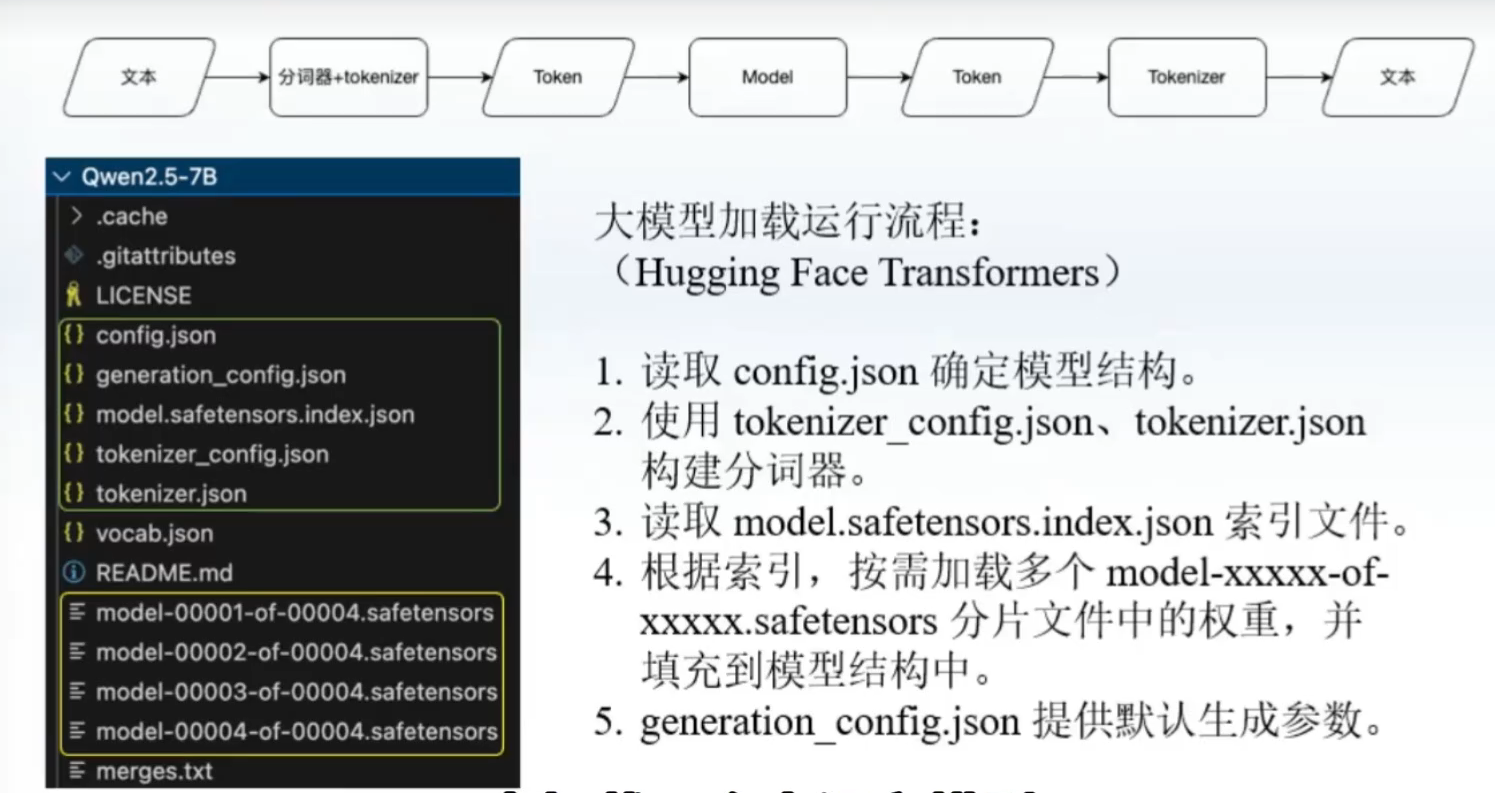 文本
分词器+tokenizer
Token
Model
Token
Tokenizer
文本
Qwen2.5-7B
.cache
.gitattributes
LICENSE
config.json
generation_config.json
model.safetensors.index.json
tokenizer_config.json
tokenizer.json
vocab.json
README.md
model-00001-of-00004.safetensors
model-00002-of-00004.safetensors
model-00003-of-00004.safetensors
model-00004-of-00004.safetensors
merges.txt
大模型加载运行流程：
（Hugging Face Transformers）
1. 读取 config.json 确定模型结构。
2. 使用 tokenizer_config.json、tokenizer.json
构建分词器。
3. 读取 model.safetensors.index.json 索引文件。
4. 根据索引，按需加载多个 model-xxxxx-of-
xxxxx.safetensors 分片文件中的权重，并
填充到模型结构中。
5. generation_config.json 提供默认生成参数。